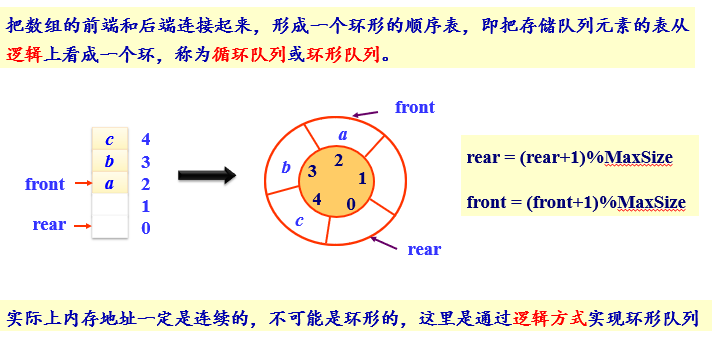 把数组的前端和后端连接起来，形成一个环形的顺序表，即把存储队列元素的表从
逻辑上看成一个环，称为循环队列或环形队列。
c 4
b 3
front a 2
1
rear 0
front
a
b
c
3 2 1
4 0
rear
rear = (rear+1)%MaxSize
front = (front+1)%MaxSize
实际上内存地址一定是连续的，不可能是环形的，这里是通过逻辑方式实现环形队列